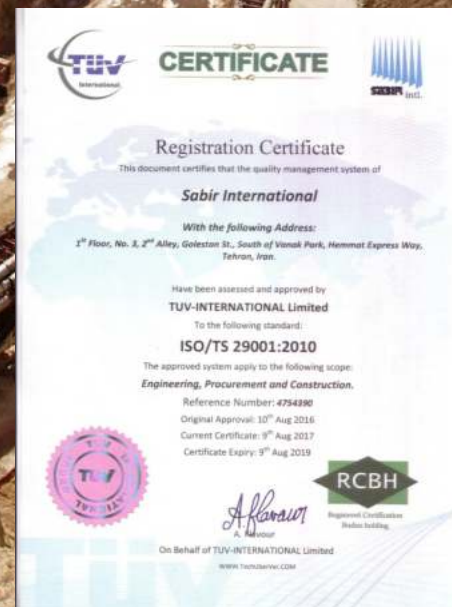 TÜV
International.
CERTIFICATE
SABIR intl.
Registration Certificate
This document certifies that the quality management system of
Sabir International
With the following Address:
1st Floor, No. 3, 2nd Alley, Golestan St., South of Vanak Park, Hemmat Express Way,
Tehran, Iran.
Have been assessed and approved by
TUV-INTERNATIONAL Limited
To the following standard:
ISO/TS 29001:2010
The approved system apply to the following scope:
Engineering, Procurement and Construction.
Reference Number: 4754390
Original Approval: 10th Aug 2016
Current Certificate: 9th Aug 2017
Certificate Expiry: 9th Aug 2019
TUV
RCBH
Registered Certification
Bodies holding
A. Flavour
On Behalf of TUV-INTERNATIONAL Limited